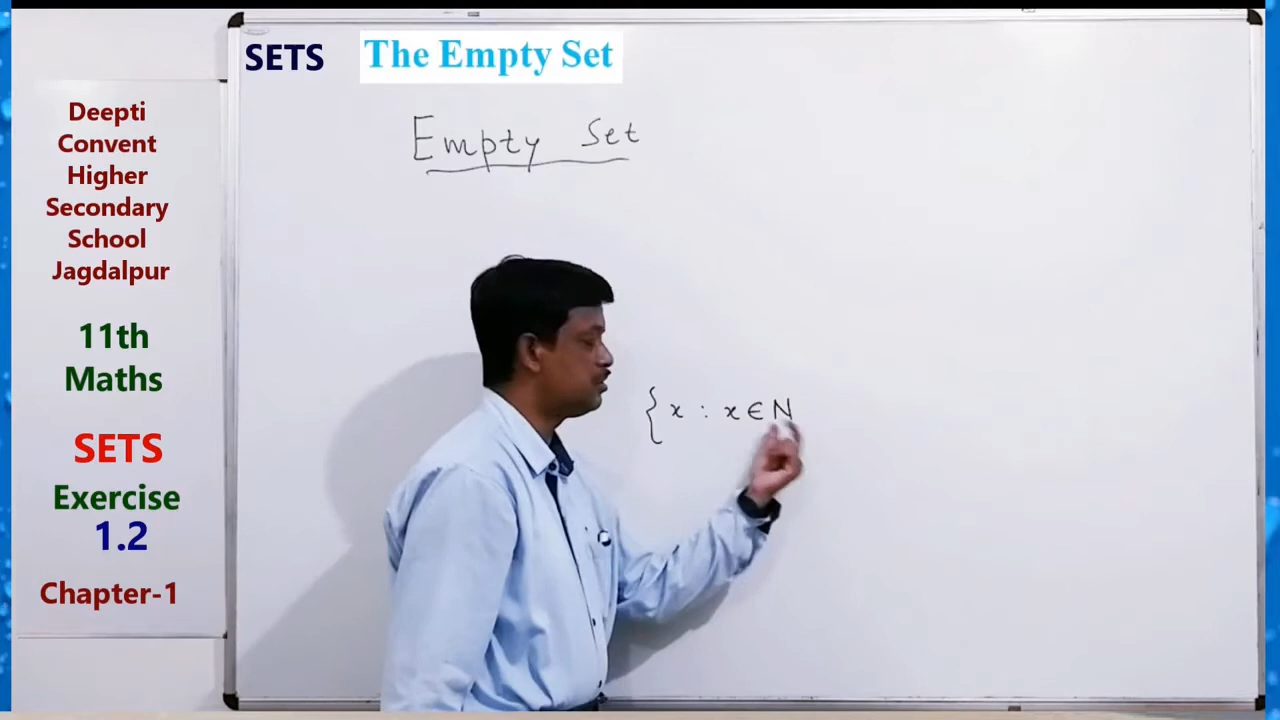 SETS The Empty Set
Empty Set
{x : x ∈ N
Deepti
Convent
Higher
Secondary
School
Jagdalpur
11th
Maths
SETS
Exercise
1.2
Chapter-1